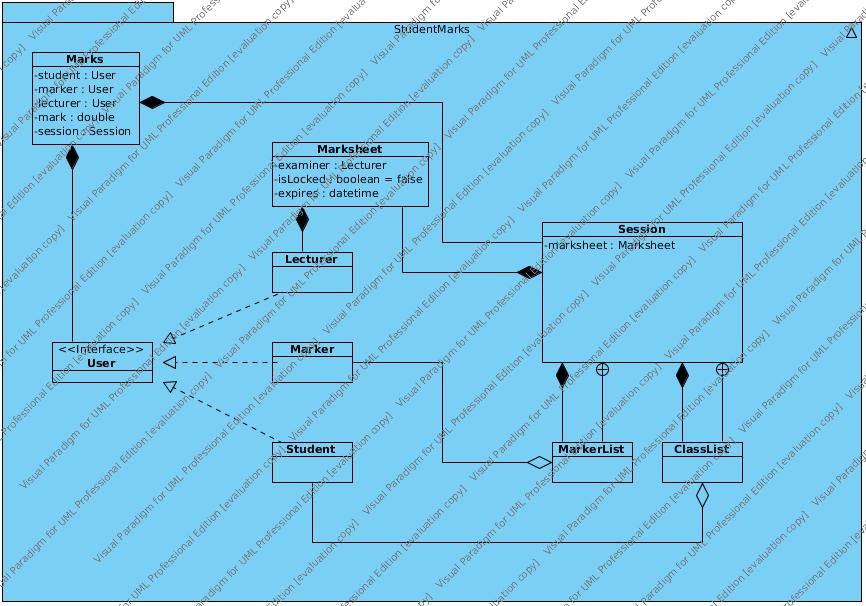 StudentMarks
Marks
-student : User
-marker : User
-lecturer : User
-mark : double
-session : Session
Marksheet
-examiner : Lecturer
-isLocked : boolean = false
-expires : datetime
Session
-marksheet : Marksheet
Lecturer
<<Interface>>
User
Marker
Student
MarkerList
ClassList
Visual Paradigm for UML Professional Edition [evaluation copy]